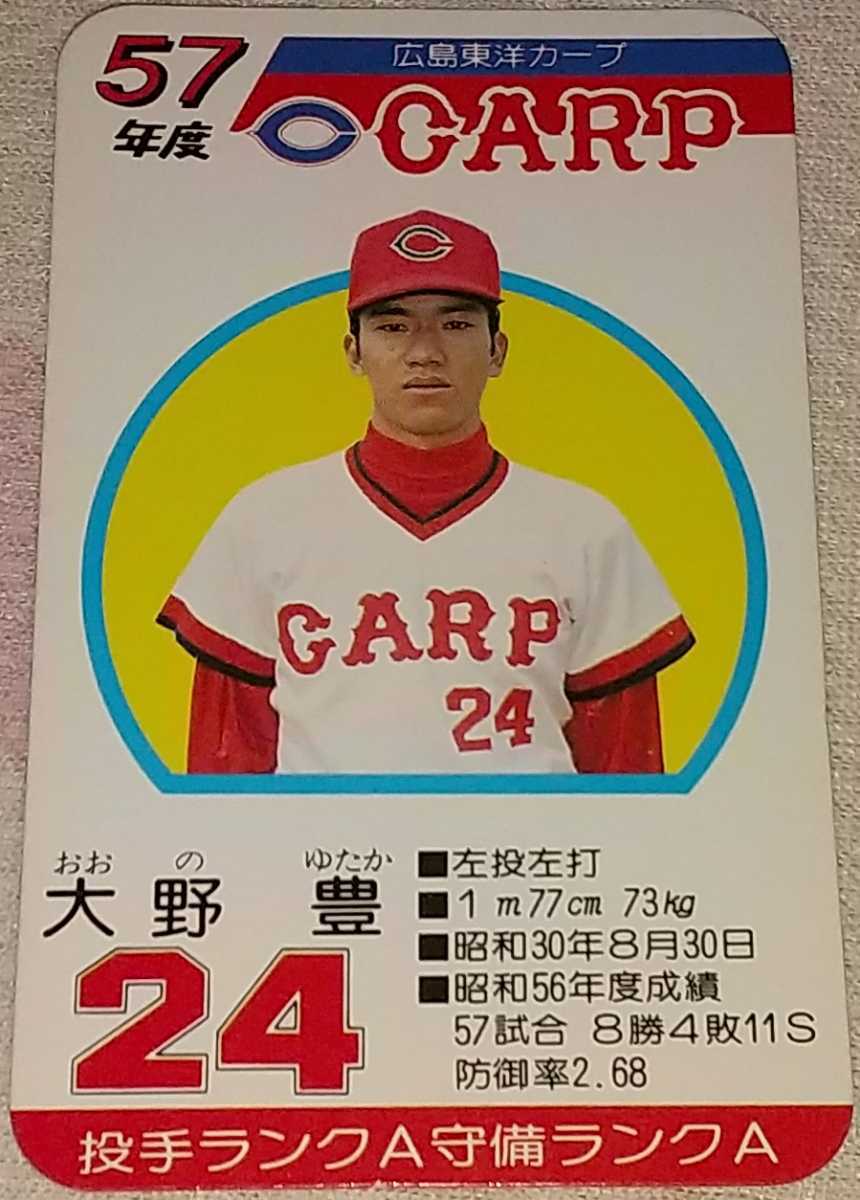 57
年度
広島東洋カープ
C CARP
C
CARP
24
おお の ゆたか
大野 豊
24
■左投左打
■1m77cm 73kg
■昭和30年8月30日
■昭和56年度成績
57試合 8勝4敗11S
防御率2.68
投手ランクA守備ランクA